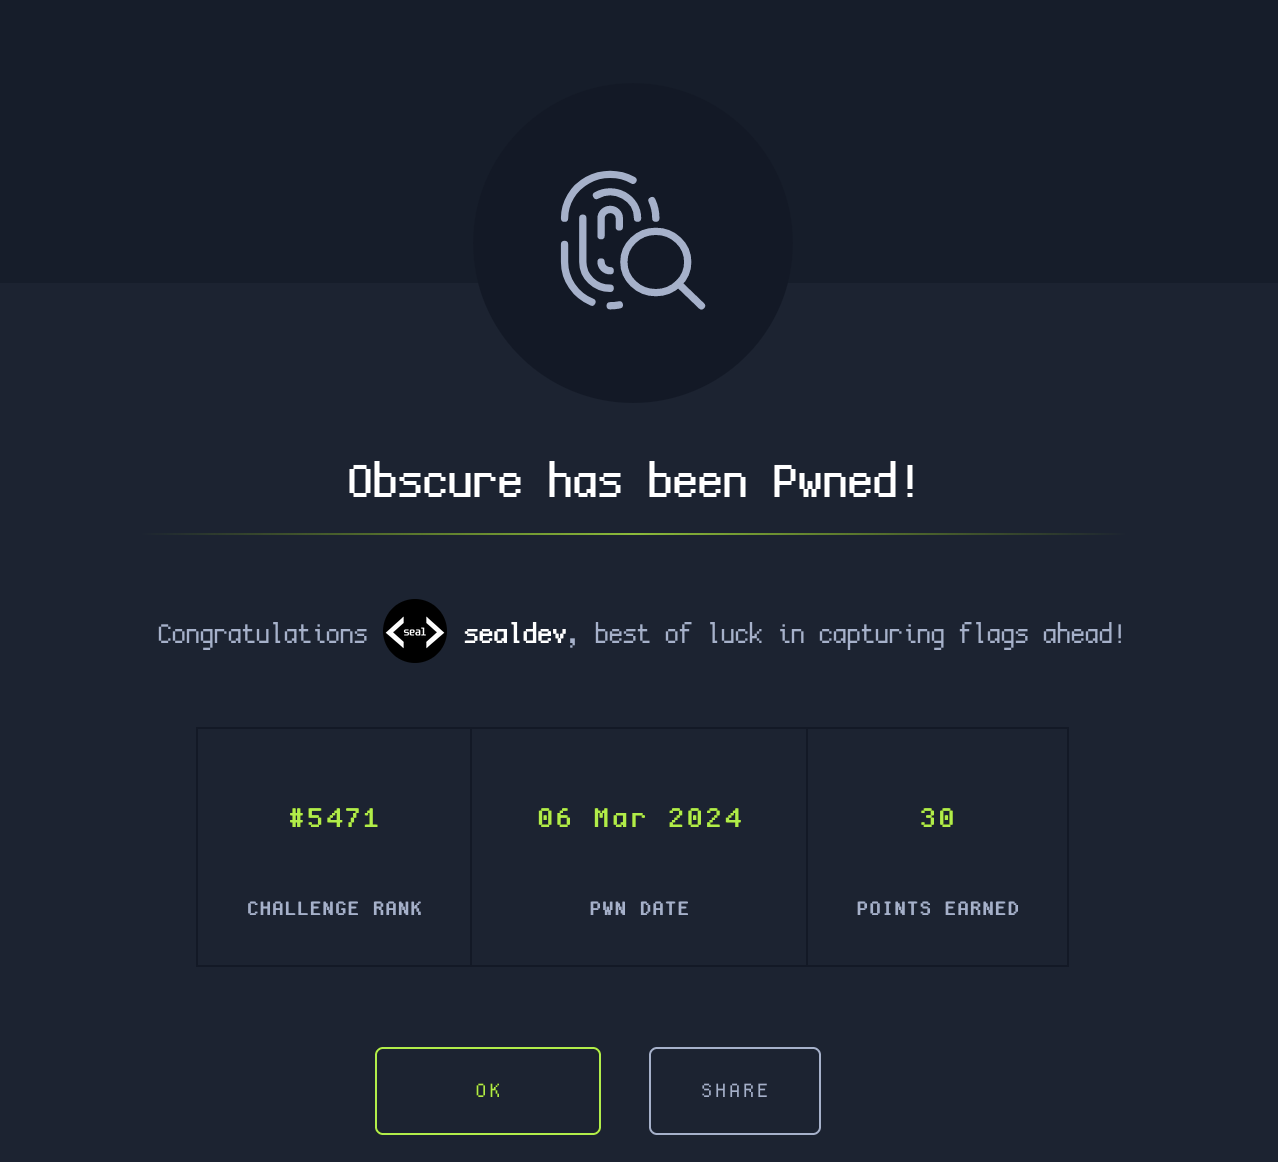 Obscure has been Pwned!
Congratulations <seal> sealdev, best of luck in capturing flags ahead!
#5471 06 Mar 2024 30
CHALLENGE RANK PWN DATE POINTS EARNED
OK SHARE